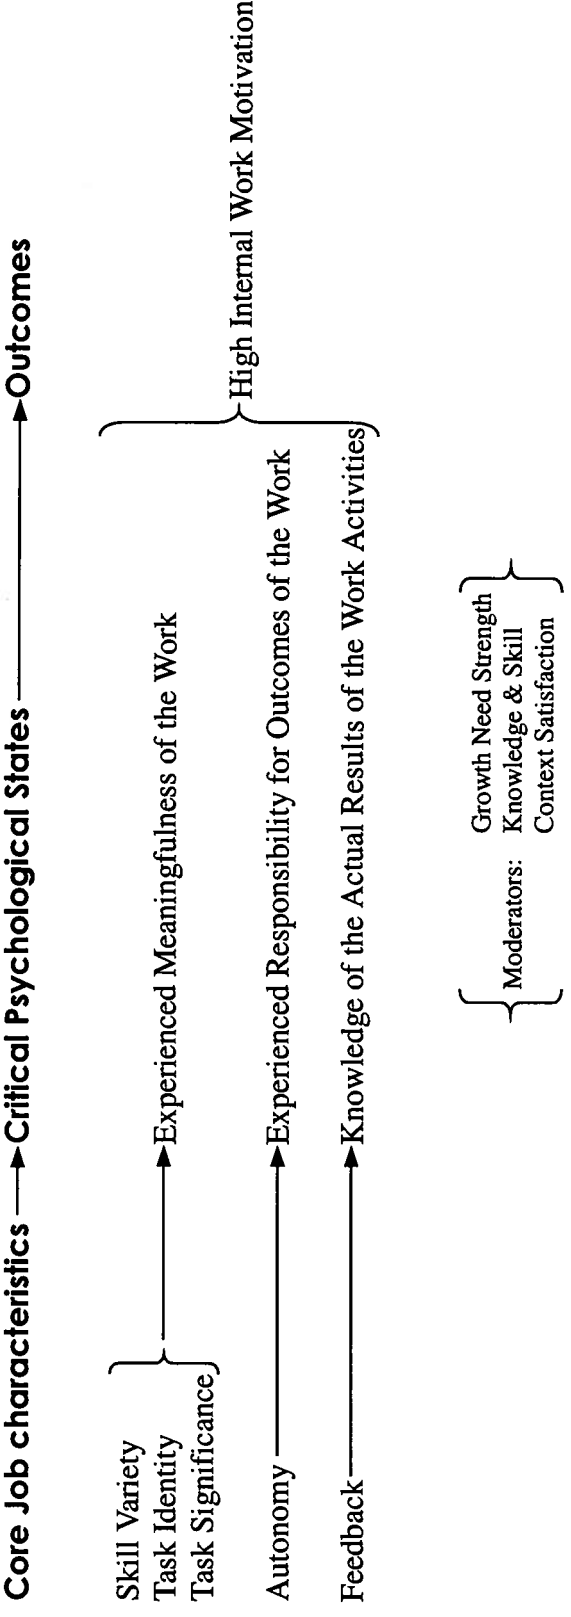 Core Job characteristics Critical Psychological States Outcomes
Skill Variety
Task Identity
Task Significance
Experienced Meaningfulness of the Work
High Internal Work Motivation
Autonomy
Experienced Responsibility for Outcomes of the Work
Feedback
Knowledge of the Actual Results of the Work Activities
Moderators:
Growth Need Strength
Knowledge & Skill
Context Satisfaction